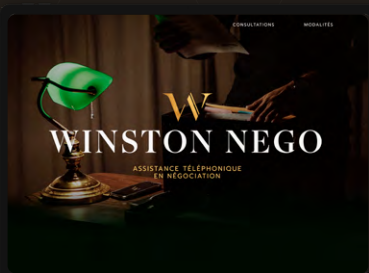 CONSULTATIONS MODALITÉS
W
WINSTON NEGO
ASSISTANCE TÉLÉPHONIQUE
EN NÉGOCIATION